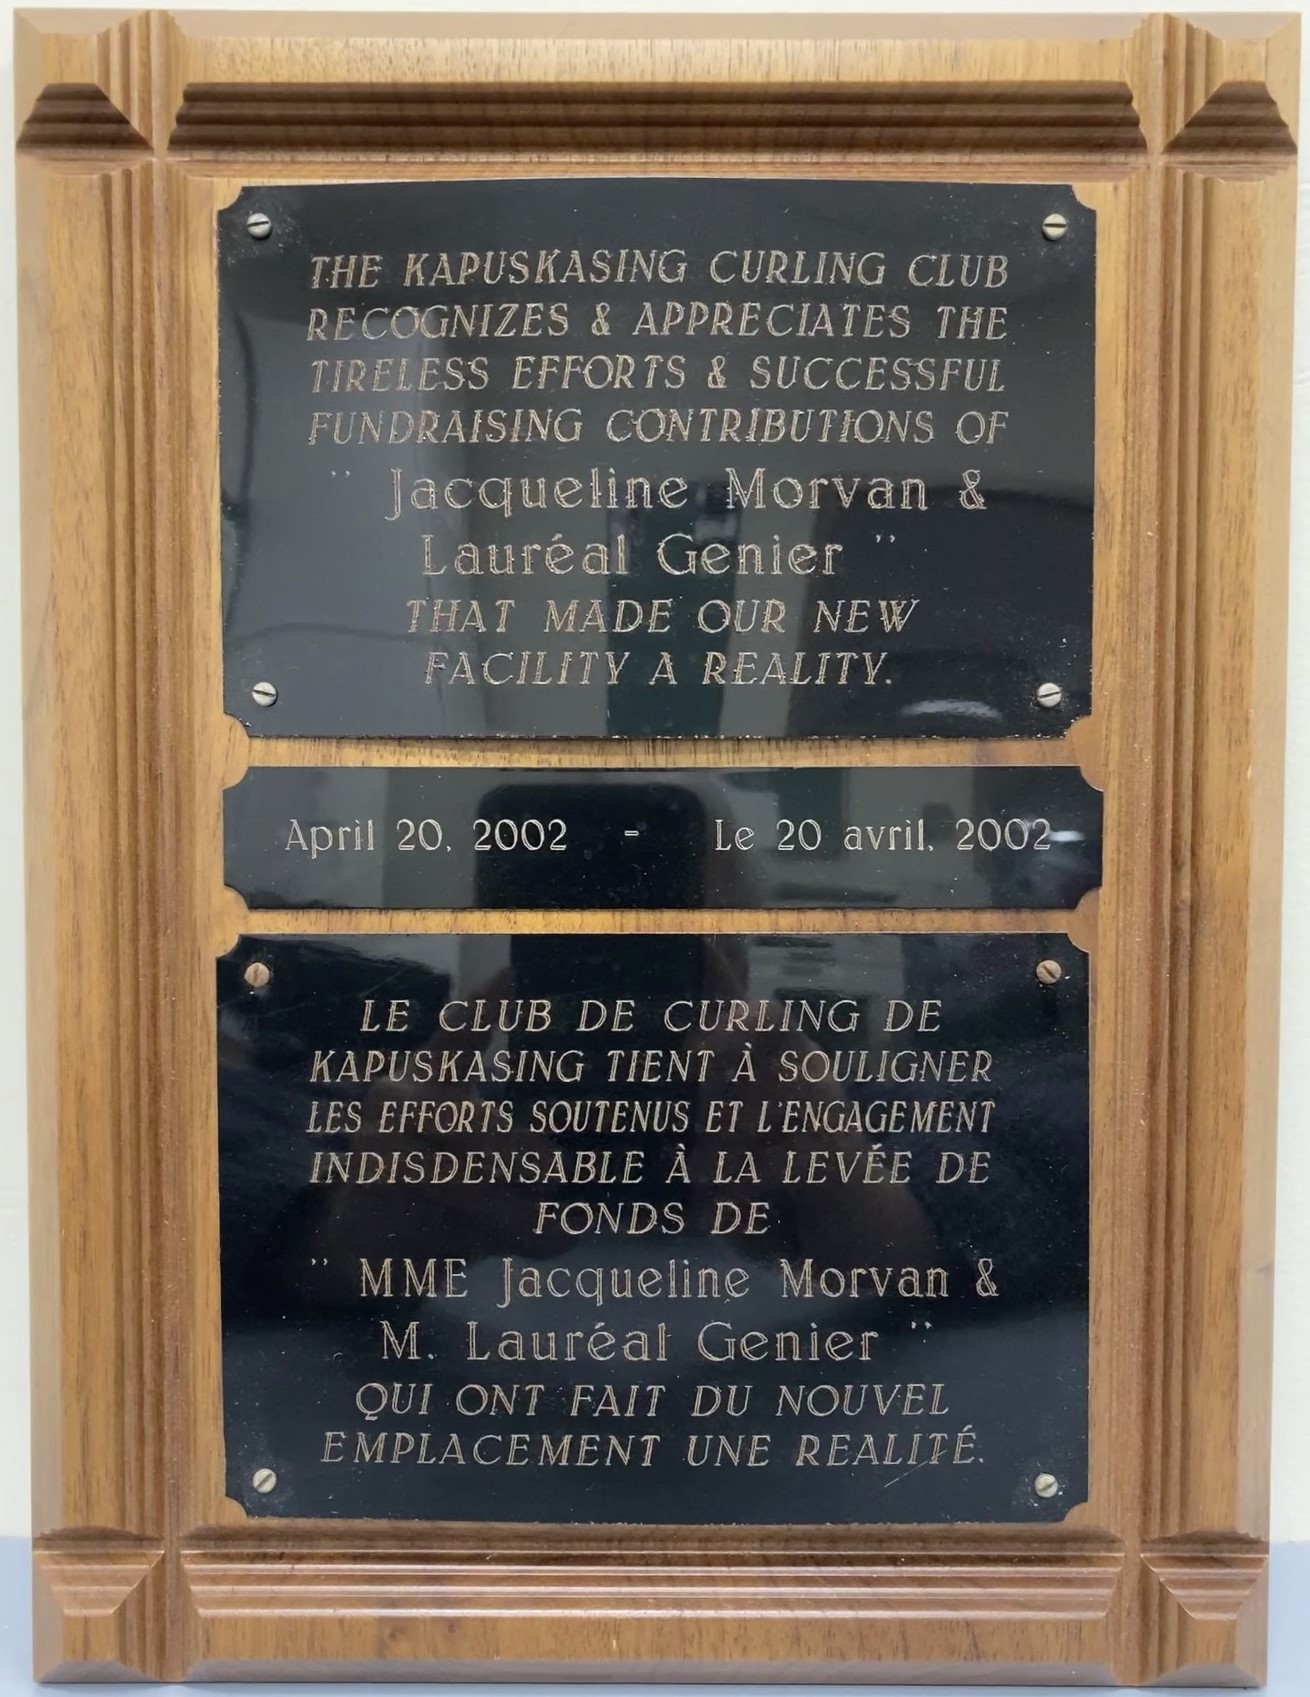 THE KAPUSKASING CURLING CLUB
RECOGNIZES & APPRECIATES THE
TIRELESS EFFORTS & SUCCESSFUL
FUNDRAISING CONTRIBUTIONS OF
" Jacqueline Morvan &
Lauréal Genier "
THAT MADE OUR NEW
FACILITY A REALITY.
April 20, 2002 - Le 20 avril, 2002
LE CLUB DE CURLING DE
KAPUSKASING TIENT À SOULIGNER
LES EFFORTS SOUTENUS ET L'ENGAGEMENT
INDISDENSABLE À LA LEVÉE DE
FONDS DE
" MME Jacqueline Morvan &
M. Lauréal Genier "
QUI ONT FAIT DU NOUVEL
EMPLACEMENT UNE REALITÉ.